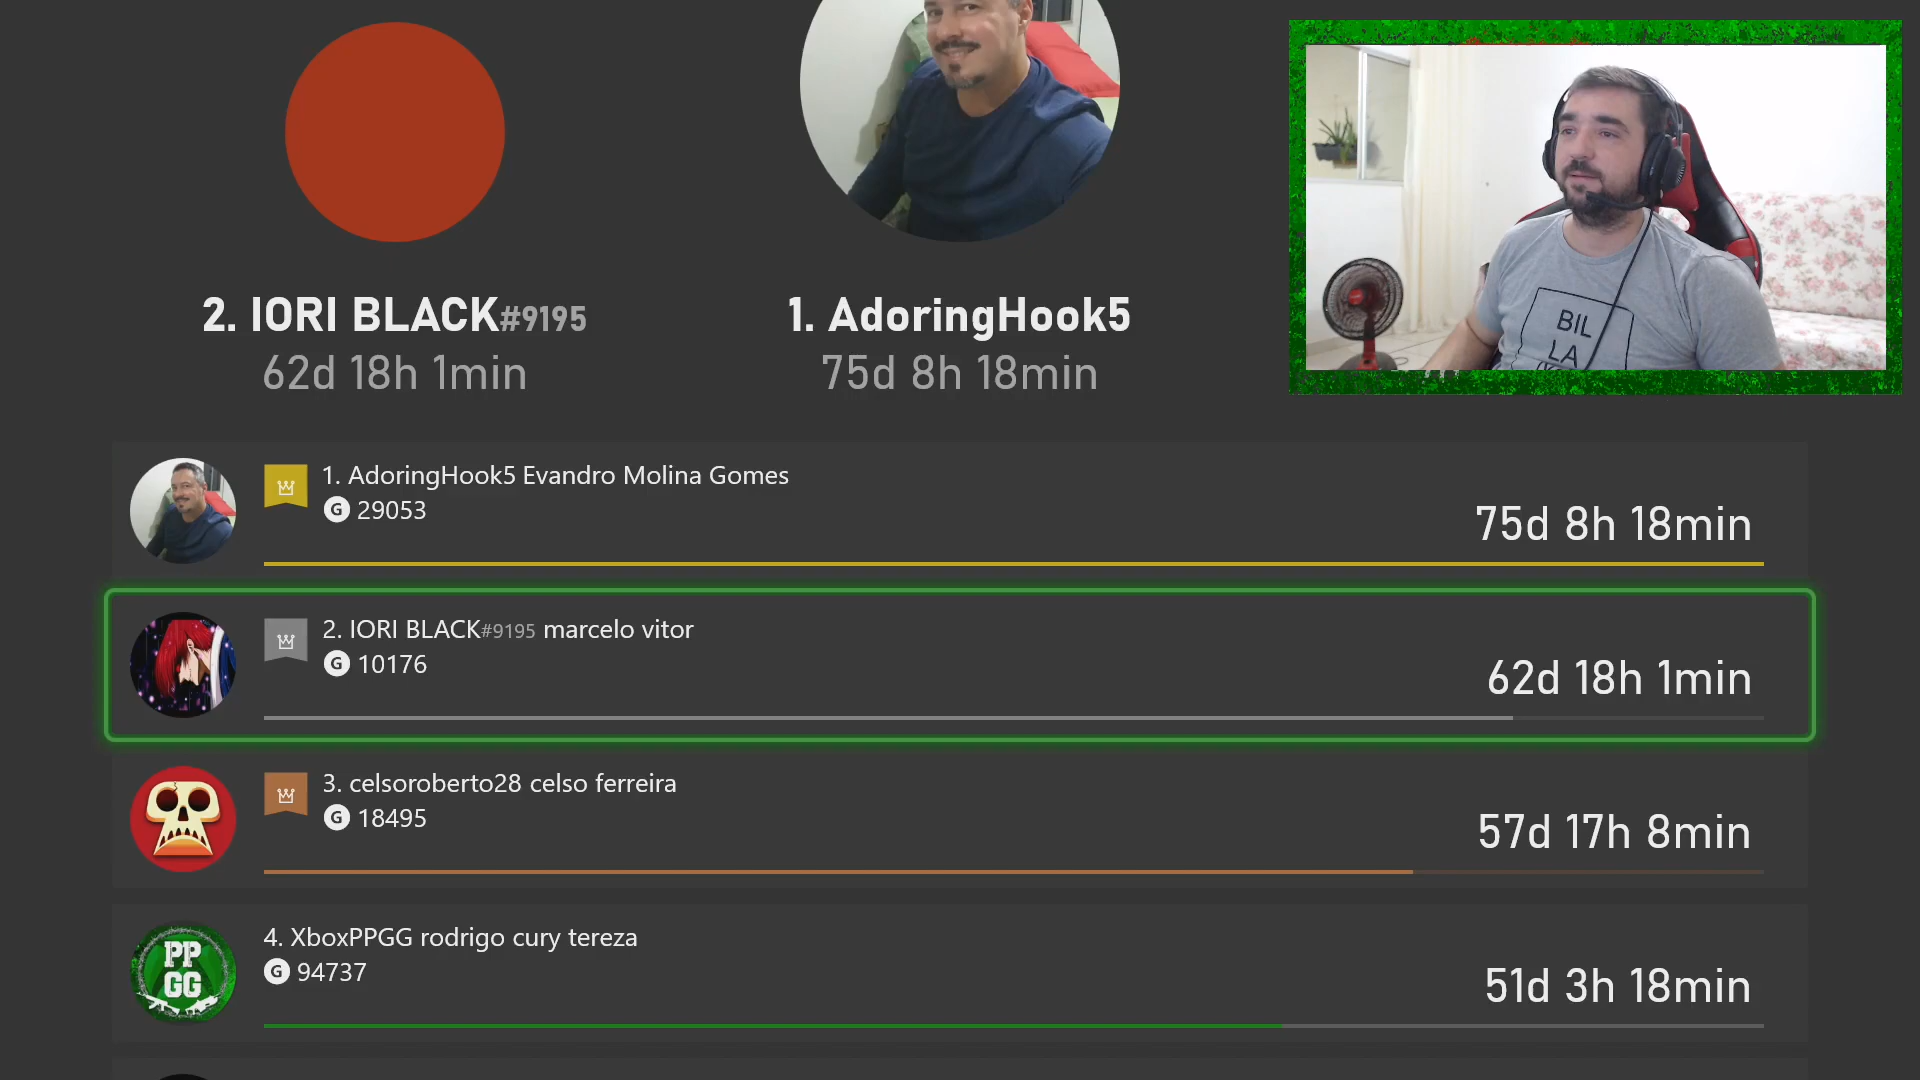 2. IORI BLACK#9195
62d 18h 1min
1. AdoringHook5
75d 8h 18min
BIL
LA
1. AdoringHook5 Evandro Molina Gomes
G 29053
75d 8h 18min
2. IORI BLACK#9195 marcelo vitor
G 10176
62d 18h 1min
3. celsoroberto28 celso ferreira
G 18495
57d 17h 8min
PP
GG
4. XboxPPGG rodrigo cury tereza
G 94737
51d 3h 18min